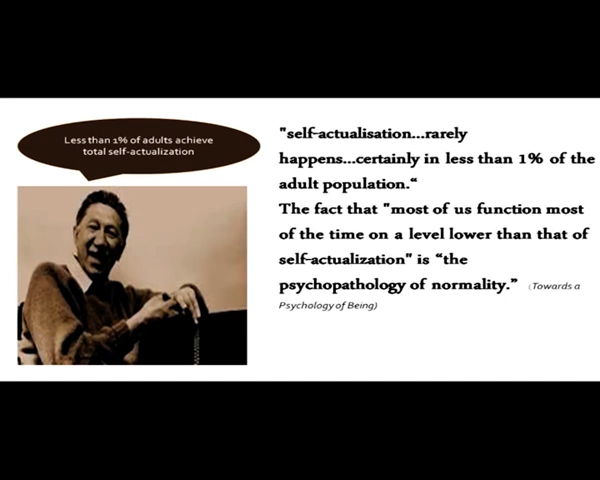 Less than 1% of adults achieve
total self-actualization
"self-actualisation...rarely
happens...certainly in less than 1% of the
adult population.“
The fact that "most of us function most
of the time on a level lower than that of
self-actualization" is “the
psychopathology of normality.” (Towards a
Psychology of Being)